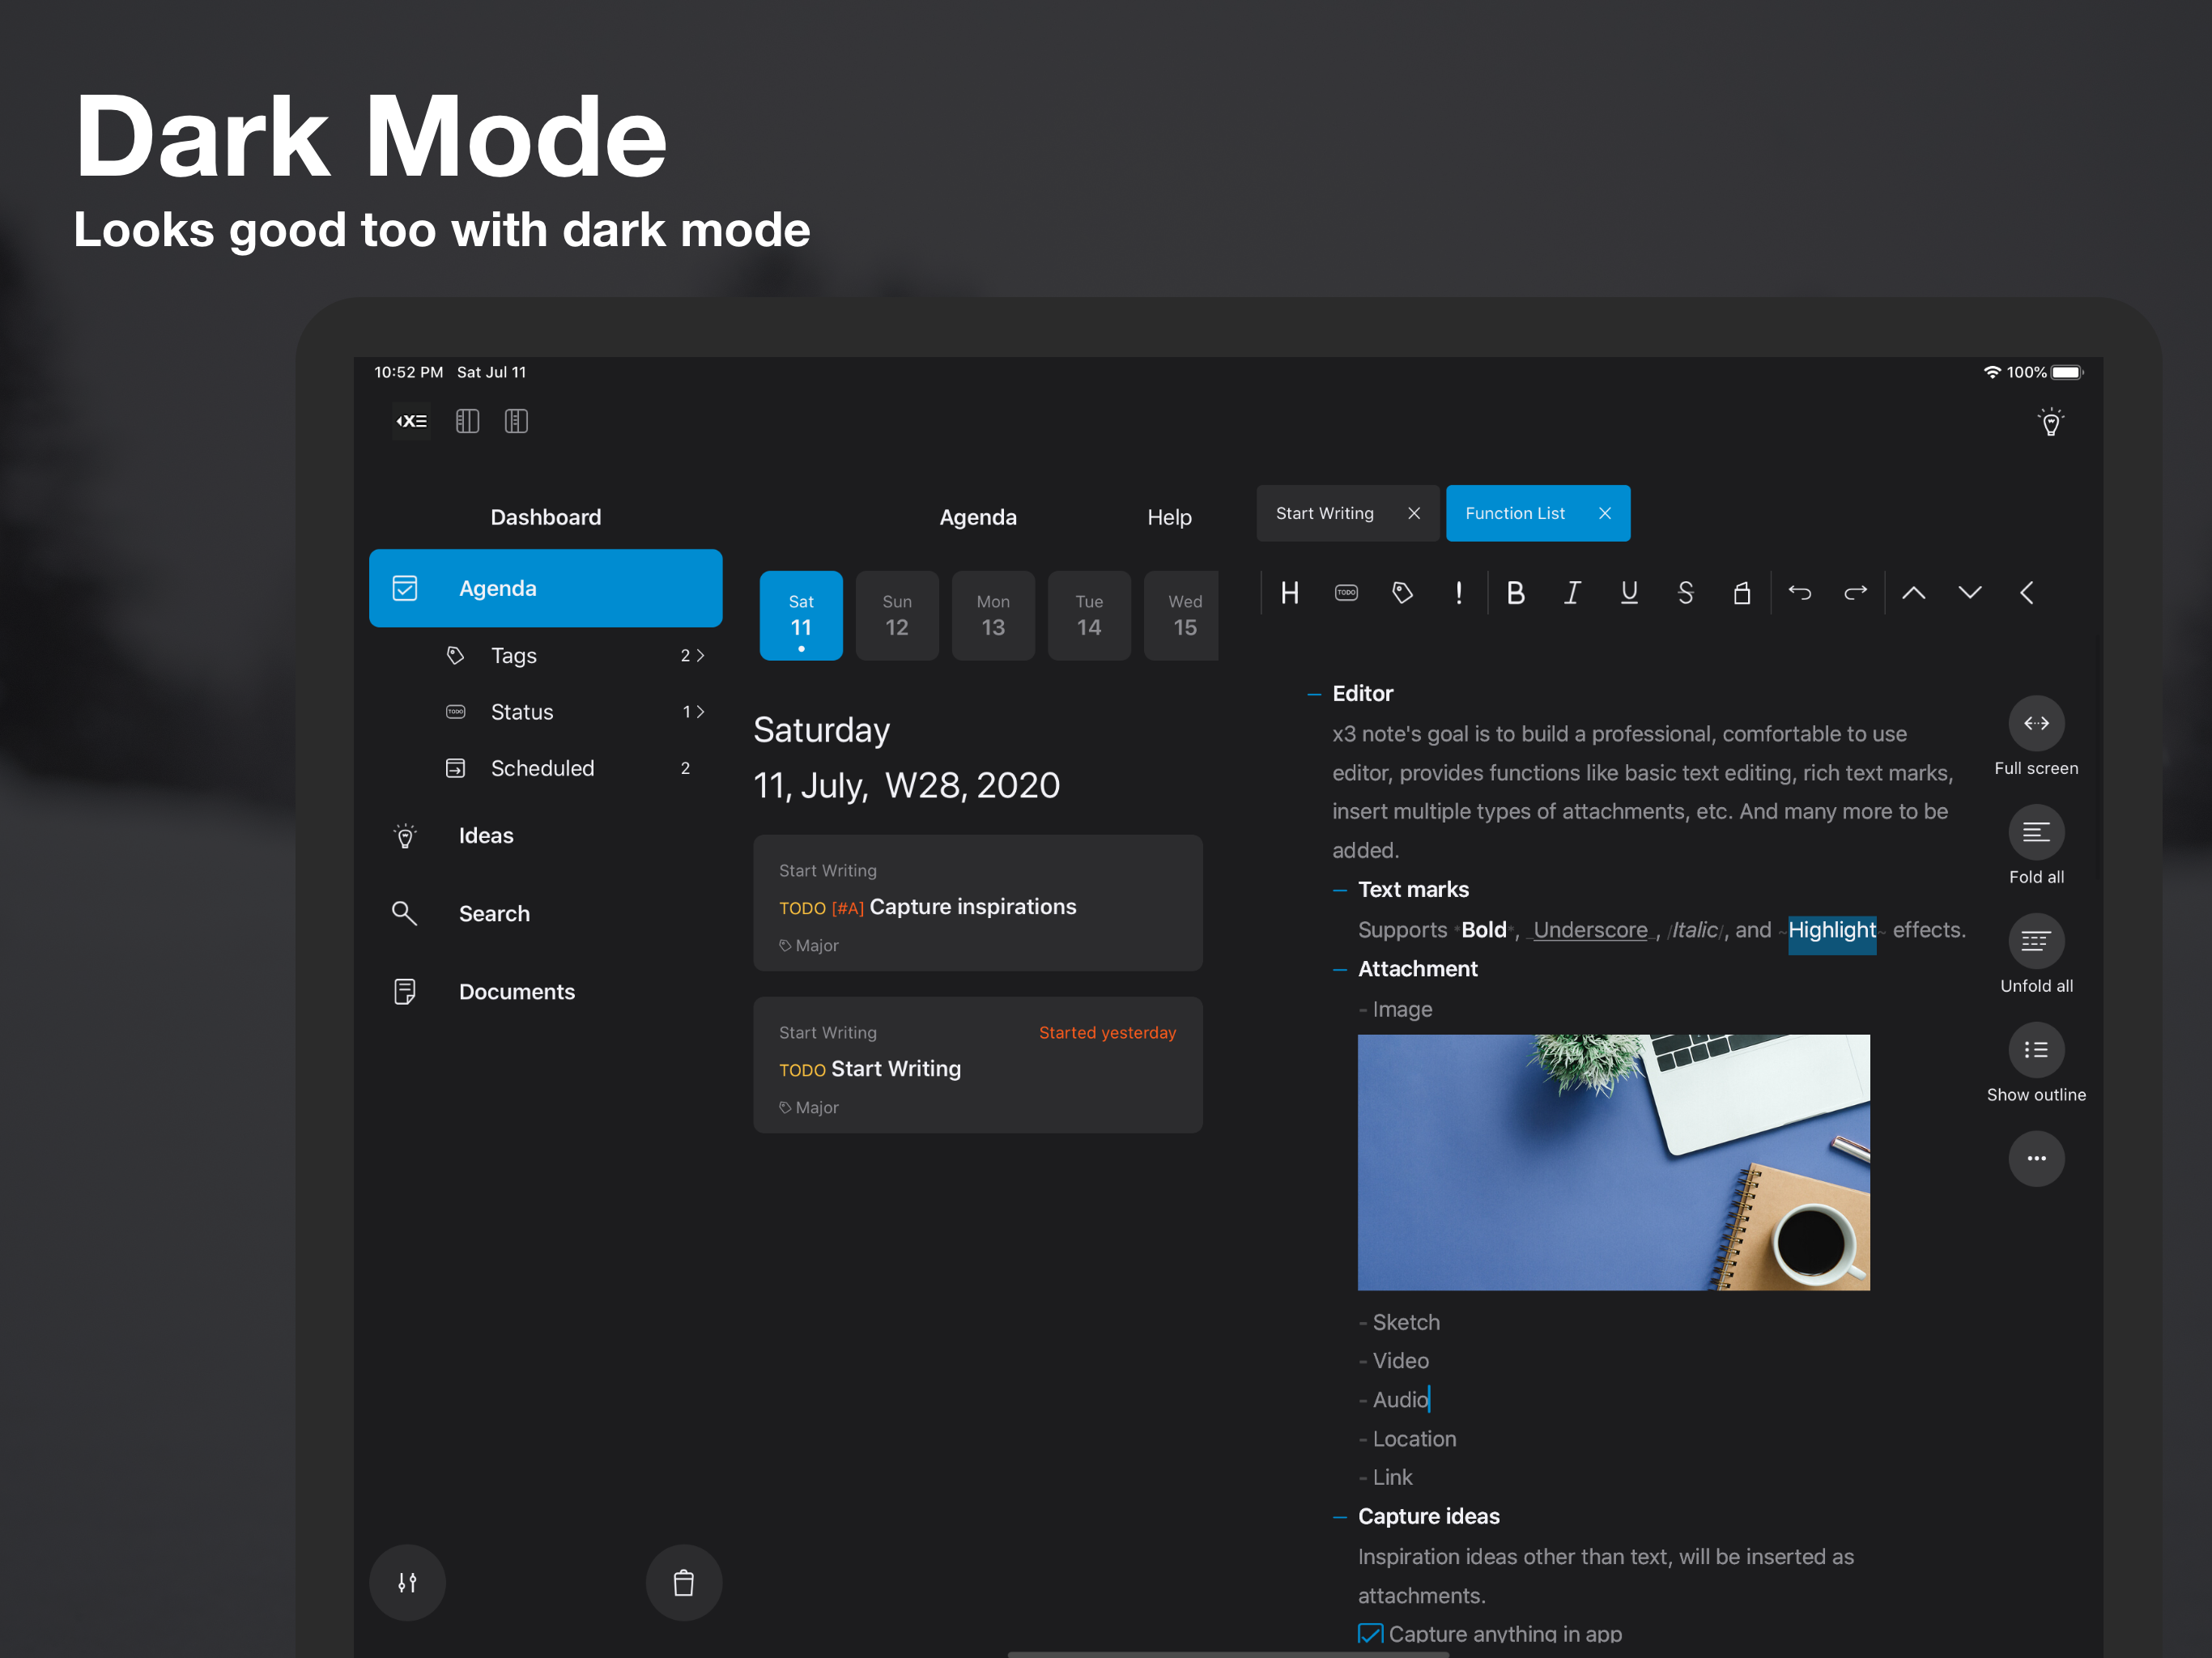 Dark Mode
Looks good too with dark mode
10:52 PM Sat Jul 11
100%
Dashboard
Agenda
Tags 2
TODO Status 1
Scheduled 2
Ideas
Search
Documents
Agenda Help
Sat Sun Mon Tue Wed
11 12 13 14 15
Saturday
11, July, W28, 2020
Start Writing
TODO [#A] Capture inspirations
Major
Start Writing Started yesterday
TODO Start Writing
Major
Start Writing Function List
H TODO ! B I U S
Editor
x3 note's goal is to build a professional, comfortable to use
editor, provides functions like basic text editing, rich text marks,
insert multiple types of attachments, etc. And many more to be
added.
Text marks
Supports *Bold*, _Underscore_, /Italic/, and ~Highlight~ effects.
Attachment
- Image
- Sketch
- Video
- Audio
- Location
- Link
Capture ideas
Inspiration ideas other than text, will be inserted as
attachments.
Capture anything in app
Full screen
Fold all
Unfold all
Show outline